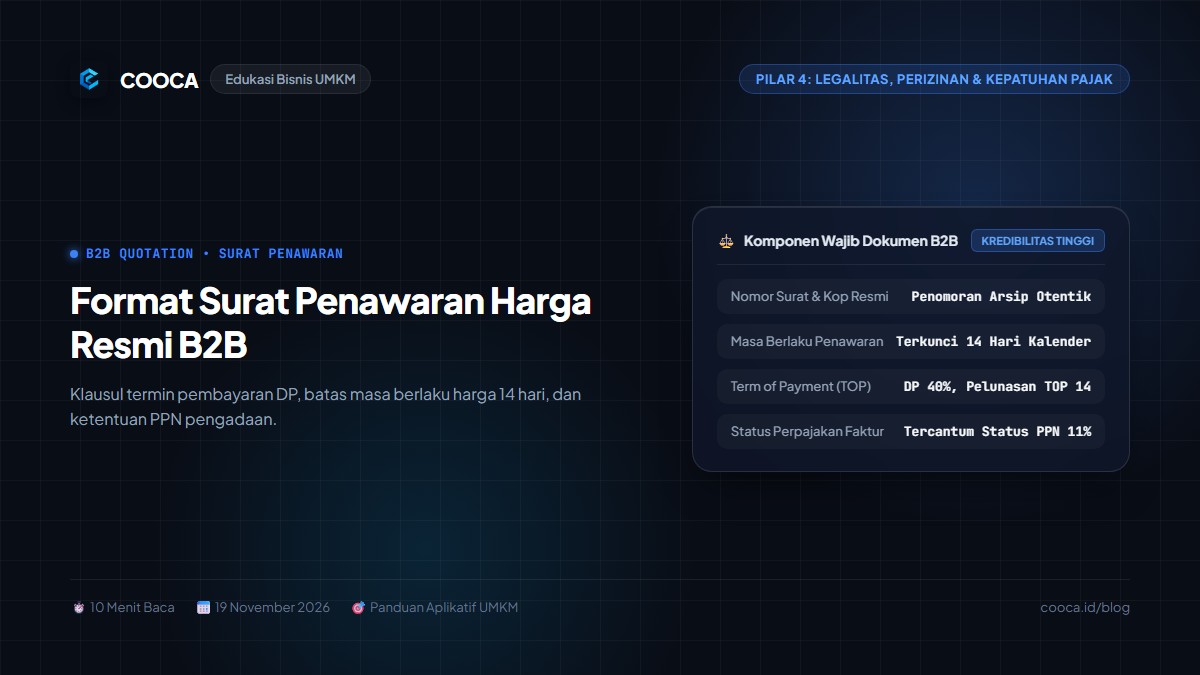 COOCA
Edukasi Bisnis UMKM
PILAR 4: LEGALITAS, PERIZINAN & KEPATUHAN PAJAK
B2B QUOTATION • SURAT PENAWARAN
Format Surat Penawaran Harga
Resmi B2B
Klausul termin pembayaran DP, batas masa berlaku harga 14 hari, dan
ketentuan PPN pengadaan.
Komponen Wajib Dokumen B2B
KREDIBILITAS TINGGI
Nomor Surat & Kop Resmi Penomoran Arsip Otentik
Masa Berlaku Penawaran Terkunci 14 Hari Kalender
Term of Payment (TOP) DP 40%, Pelunasan TOP 14
Status Perpajakan Faktur Tercantum Status PPN 11%
10 Menit Baca
19 November 2026
Panduan Aplikatif UMKM
cooca.id/blog